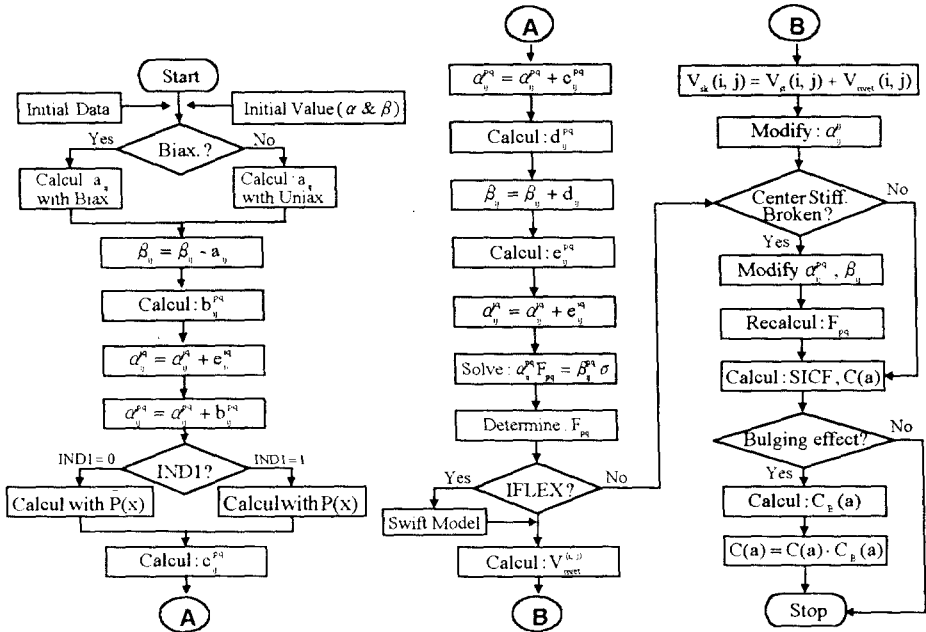 Start
Initial Data
Initial Value (α & β)
Yes
Biax.?
No
Calcul a_ij
with Biax
Calcul a_ij
with Uniax
β_ij = β_ij - a_ij
Calcul: b_ij^pq
α_ij^pq = α_ij^pq + e_ij^pq
α_ij^pq = α_ij^pq + b_ij^pq
IND1=0
IND1?
IND1=1
Calcul with P(x)
Calcul with P(x)
Calcul: c_ij^pq
A
A
α_ij^pq = α_ij^pq + c_ij^pq
Calcul: d_ij^pq
β_ij = β_ij + d_ij
Calcul: e_ij^pq
α_ij^pq = α_ij^pq + e_ij^pq
Solve: α_ij^pq F_pq = β_ij^pq σ
Determine. F_pq
Yes
IFLEX?
No
Swift Model
Calcul: V_rivet^(i, j)
B
B
V_sk (i, j) = V_st (i, j) + V_rivet (i, j)
Modify: α_ij^ij
Center Stiff.
Broken?
No
Yes
Modify α_ij^pq, β_ij
Recalcul: F_pq
Calcul: SICF, C(a)
Bulging effect?
No
Yes
Calcul: C_B (a)
C(a) = C(a) · C_B (a)
Stop